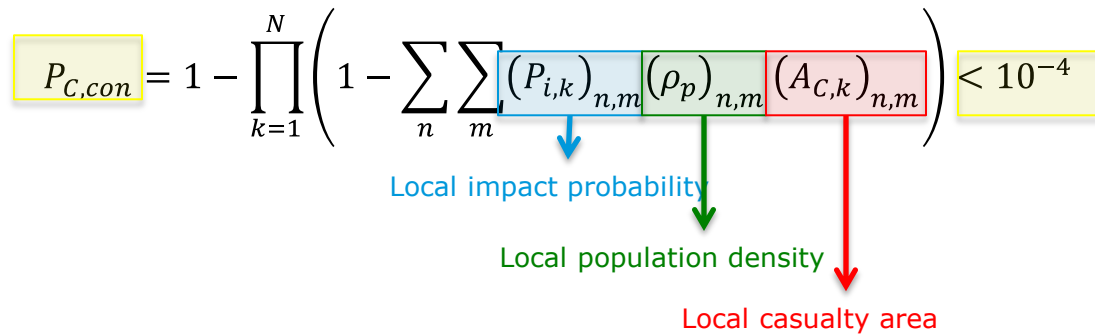 P_{C,con} = 1 − ∏_{k=1}^{N} (1 − ∑_n ∑_m (P_{i,k})_{n,m} (ρ_p)_{n,m} (A_{C,k})_{n,m}) < 10^{−4}
Local impact probability
Local population density
Local casualty area